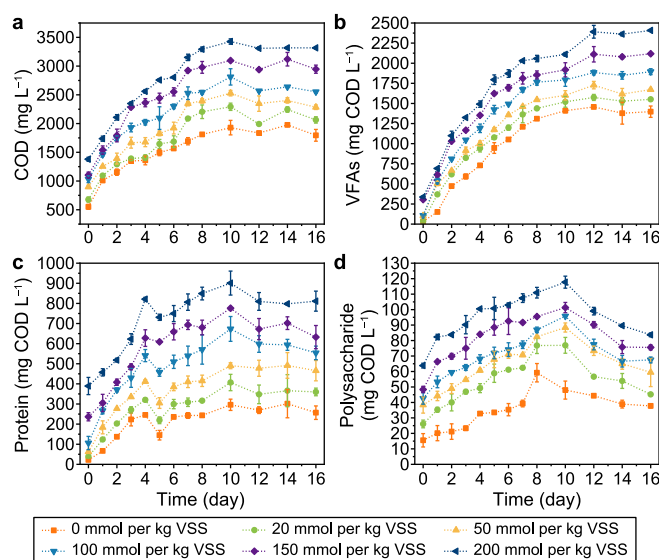 a
COD
(mg L⁻¹)
3500
3000
2500
2000
1500
1000
500
0 2 4 6 8 10 12 14 16
b
VFAs
(mg COD L⁻¹)
2500
2250
2000
1750
1500
1250
1000
750
500
250
0
0 2 4 6 8 10 12 14 16
c
Protein
(mg COD L⁻¹)
1000
900
800
700
600
500
400
300
200
100
0
0 2 4 6 8 10 12 14 16
Time (day)
d
Polysaccharide
(mg COD L⁻¹)
130
120
110
100
90
80
70
60
50
40
30
20
10
0
0 2 4 6 8 10 12 14 16
Time (day)
0 mmol per kg VSS 20 mmol per kg VSS 50 mmol per kg VSS
100 mmol per kg VSS 150 mmol per kg VSS 200 mmol per kg VSS